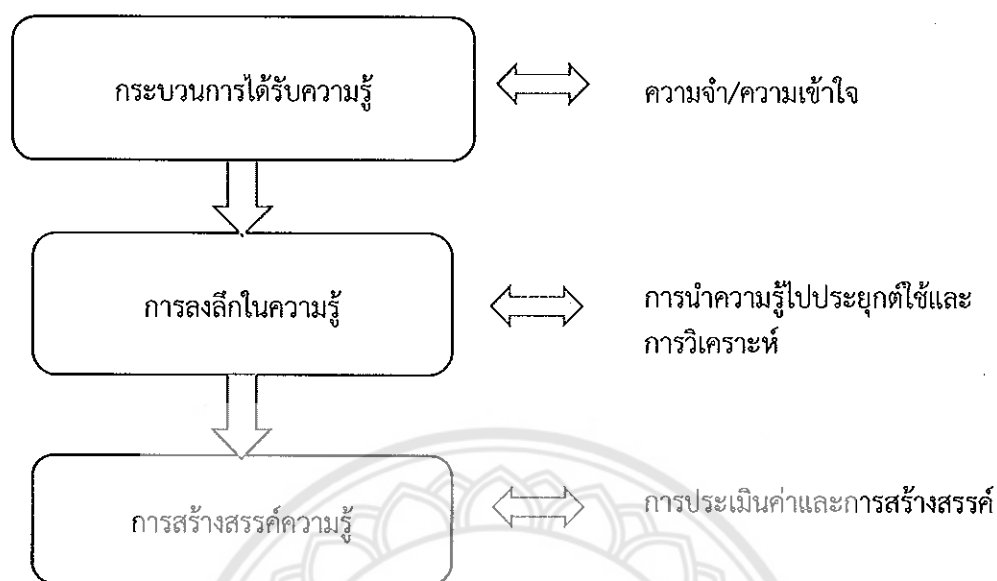 กระบวนการได้รับความรู้
ความจำ/ความเข้าใจ
การลงลึกในความรู้
การนำความรู้ไปประยุกต์ใช้และ
การวิเคราะห์
การสร้างสรรค์ความรู้
การประเมินค่าและการสร้างสรรค์